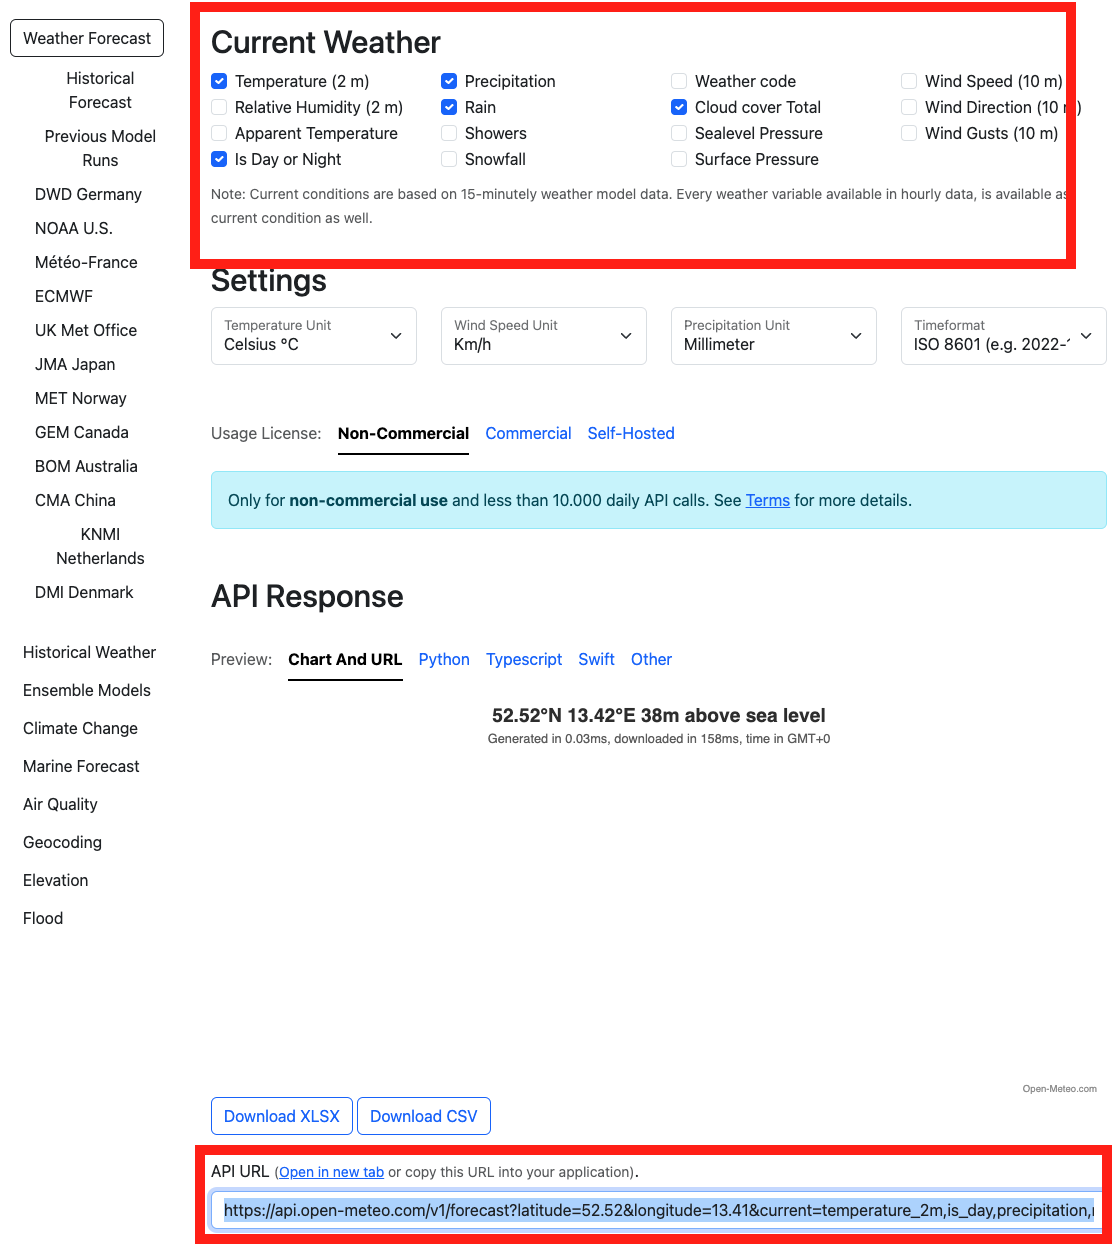 Weather Forecast
Historical
Forecast
Previous Model
Runs
DWD Germany
NOAA U.S.
Météo-France
ECMWF
UK Met Office
JMA Japan
MET Norway
GEM Canada
BOM Australia
CMA China
KNMI
Netherlands
DMI Denmark
Historical Weather
Ensemble Models
Climate Change
Marine Forecast
Air Quality
Geocoding
Elevation
Flood
Current Weather
Temperature (2 m)
Relative Humidity (2 m)
Apparent Temperature
Is Day or Night
Precipitation
Rain
Showers
Snowfall
Weather code
Cloud cover Total
Sealevel Pressure
Surface Pressure
Wind Speed (10 m)
Wind Direction (10 m)
Wind Gusts (10 m)
Note: Current conditions are based on 15-minutely weather model data. Every weather variable available in hourly data, is available as
current condition as well.
Settings
Temperature Unit
Celsius °C
Wind Speed Unit
Km/h
Precipitation Unit
Millimeter
Timeformat
ISO 8601 (e.g. 2022-
Usage License: Non-Commercial Commercial Self-Hosted
Only for non-commercial use and less than 10.000 daily API calls. See Terms for more details.
API Response
Preview: Chart And URL Python Typescript Swift Other
52.52°N 13.42°E 38m above sea level
Generated in 0.03ms, downloaded in 158ms, time in GMT+0
Open-Meteo.com
Download XLSX Download CSV
API URL (Open in new tab or copy this URL into your application).
https://api.open-meteo.com/v1/forecast?latitude=52.52&longitude=13.41&current=temperature_2m,is_day,precipitation,